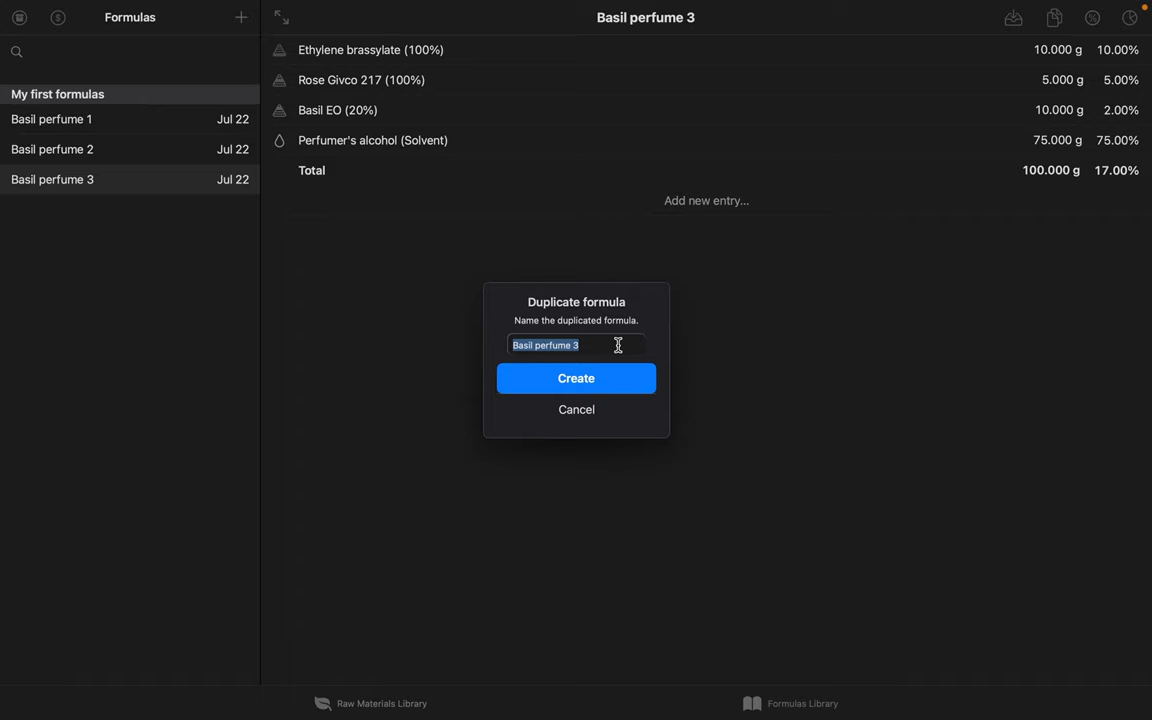 Formulas
My first formulas
Basil perfume 1 Jul 22
Basil perfume 2 Jul 22
Basil perfume 3 Jul 22
Basil perfume 3
Ethylene brassylate (100%) 10.000 g 10.00%
Rose Givco 217 (100%) 5.000 g 5.00%
Basil EO (20%) 10.000 g 2.00%
Perfumer's alcohol (Solvent) 75.000 g 75.00%
Total 100.000 g 17.00%
Add new entry...
Duplicate formula
Name the duplicated formula.
Basil perfume 3
Create
Cancel
Raw Materials Library
Formulas Library